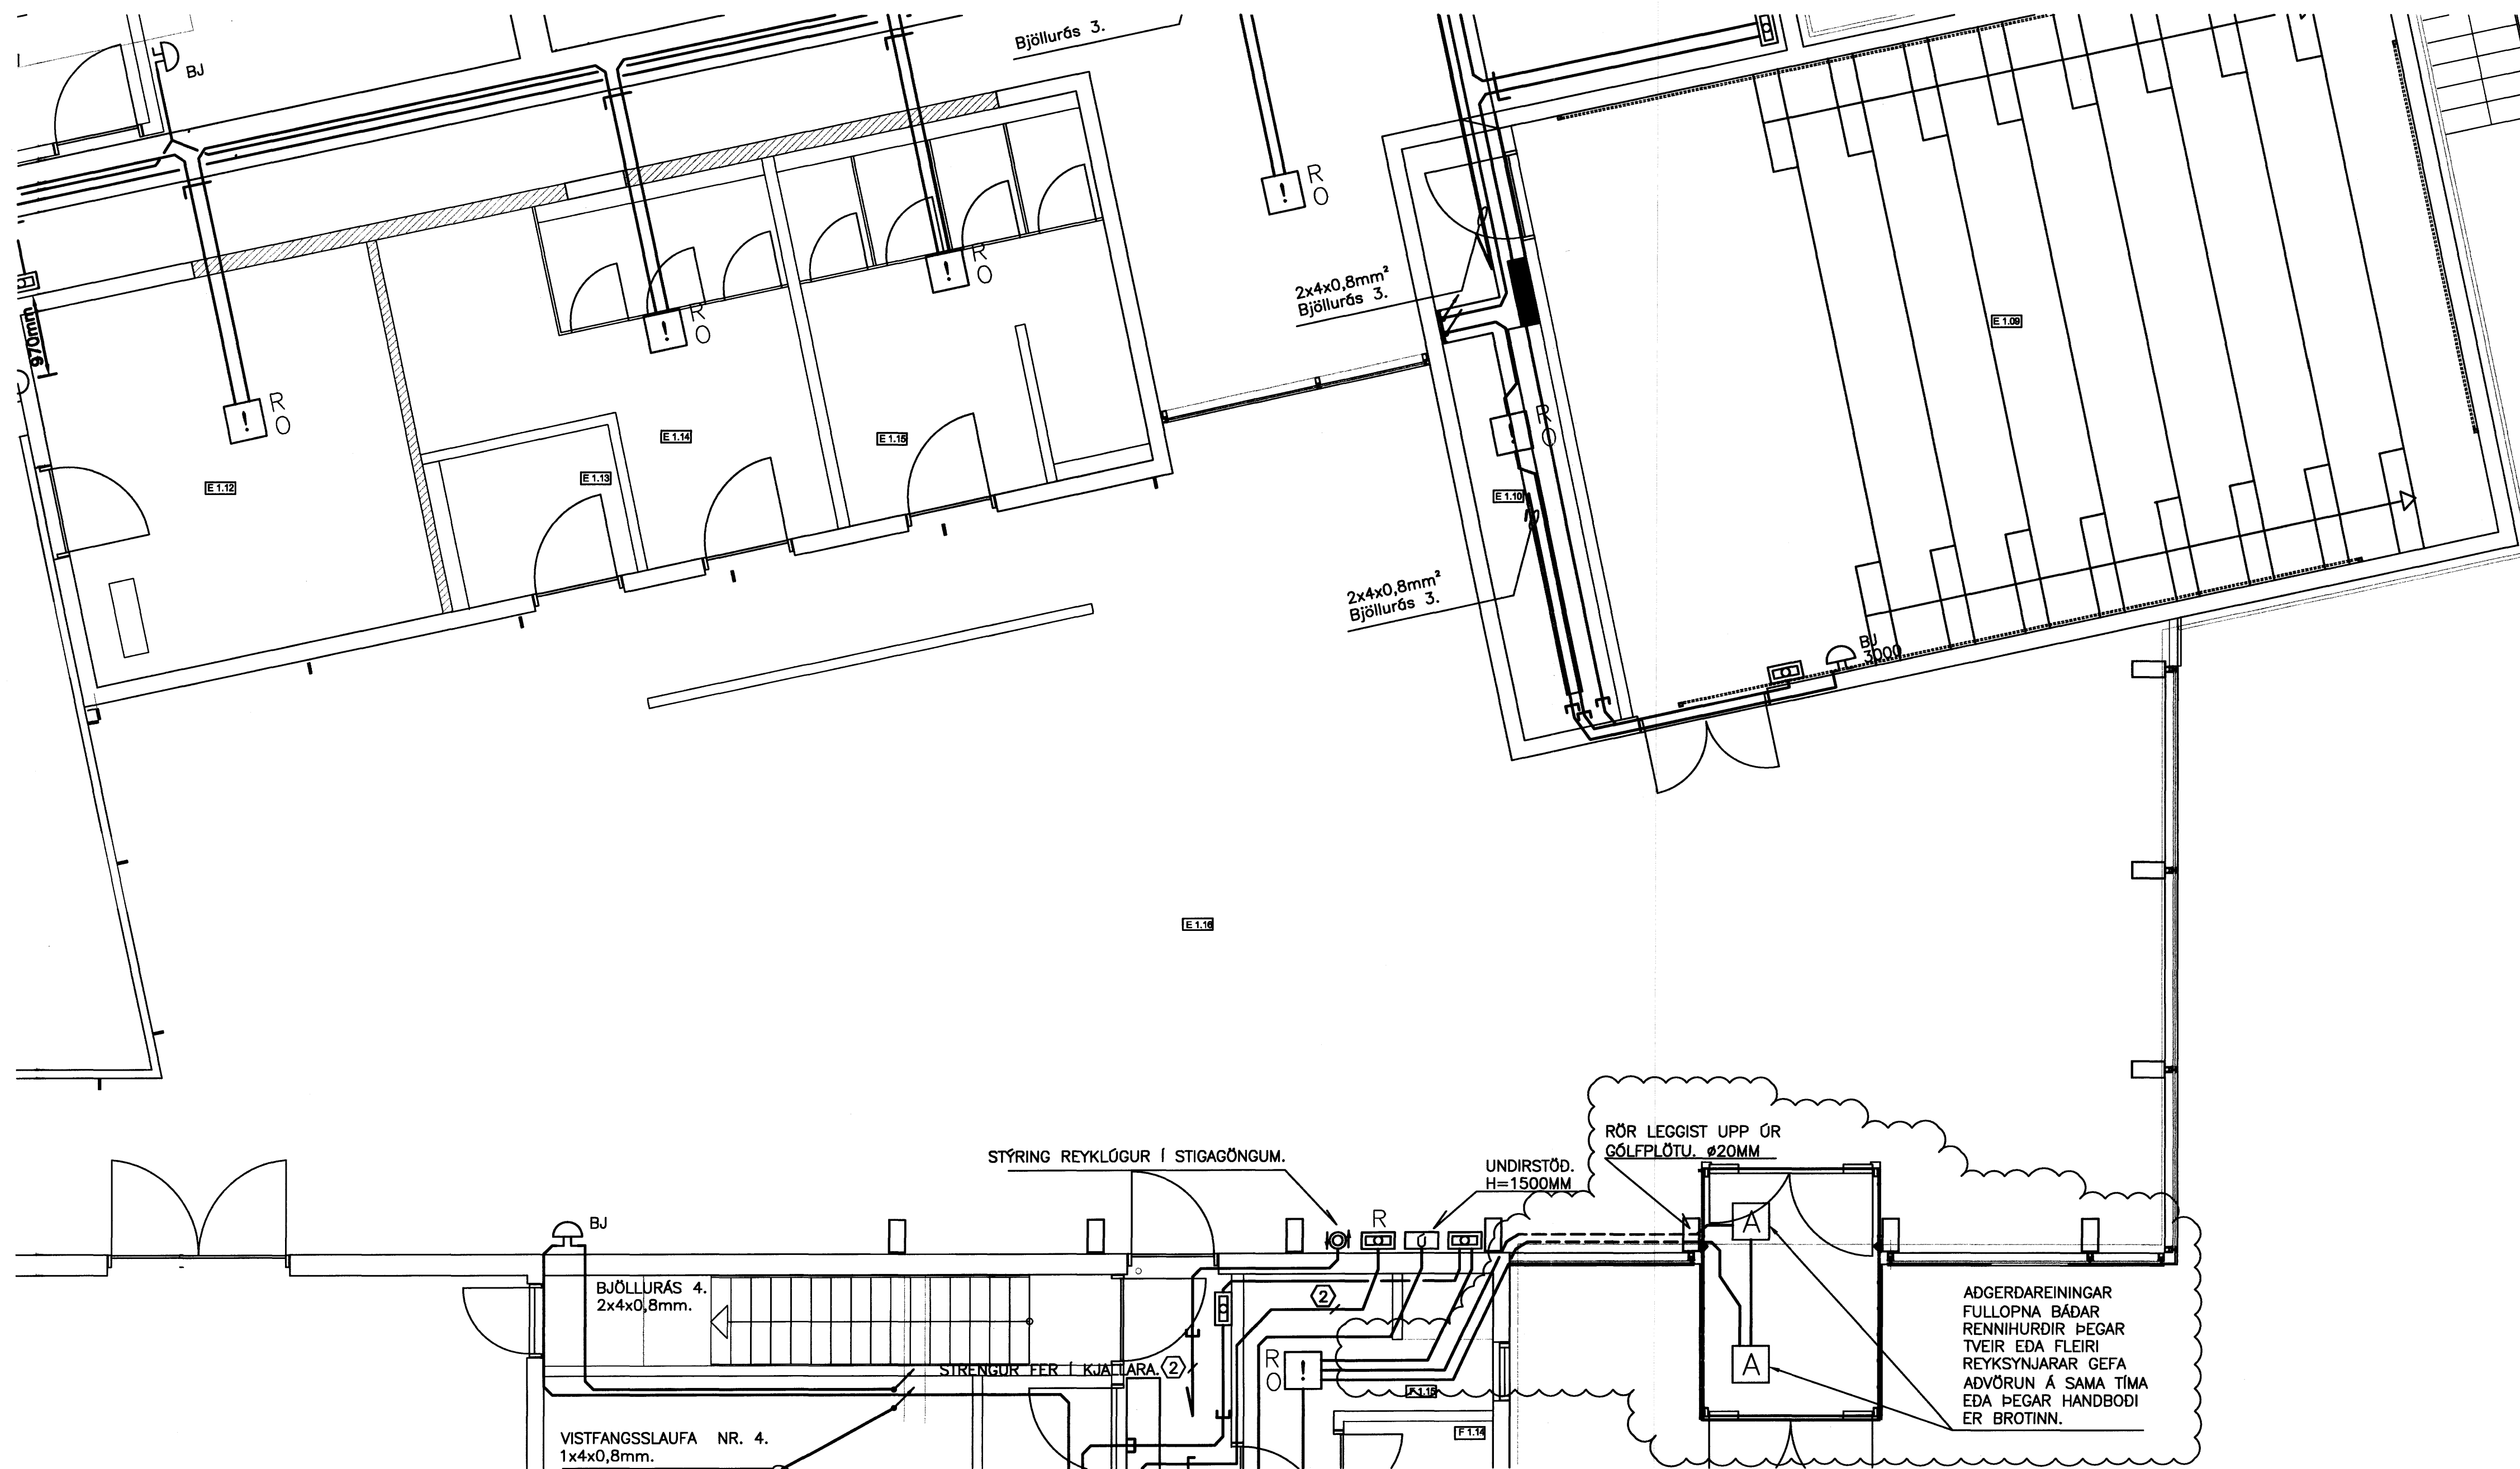 Bjöllurás 3.
BJ
R
O
2x4x0,8mm²
Bjöllurás 3.
E 1.09
970mm
R
O
R
O
R
O
R
O
E 1.14
E 1.15
E 1.13
E 1.12
E 1.10
2x4x0,8mm²
Bjöllurás 3.
BJ
3000
E 1.16
RÖR LEGGIST UPP ÚR
GÓLFPLÖTU. ø20MM
STÝRING REYKLÚGUR Í STIGAGÖNGUM.
UNDIRSTÖÐ.
H=1500MM
BJ
R
Ú
A
BJÖLLURÁS 4.
2x4x0,8mm.
2
STRENGUR FER Í KJALLARA.
2
R
O
A
F 1.15
F 1.14
AÐGERÐAREININGAR
FULLOPNA BÁÐAR
RENNIHURÐIR ÞEGAR
TVEIR EÐA FLEIRI
REYKSYNJARAR GEFA
AÐVÖRUN Á SAMA TÍMA
EÐA ÞEGAR HANDBOÐI
ER BROTINN.
VISTFANGSSLAUFA NR. 4.
1x4x0,8mm.